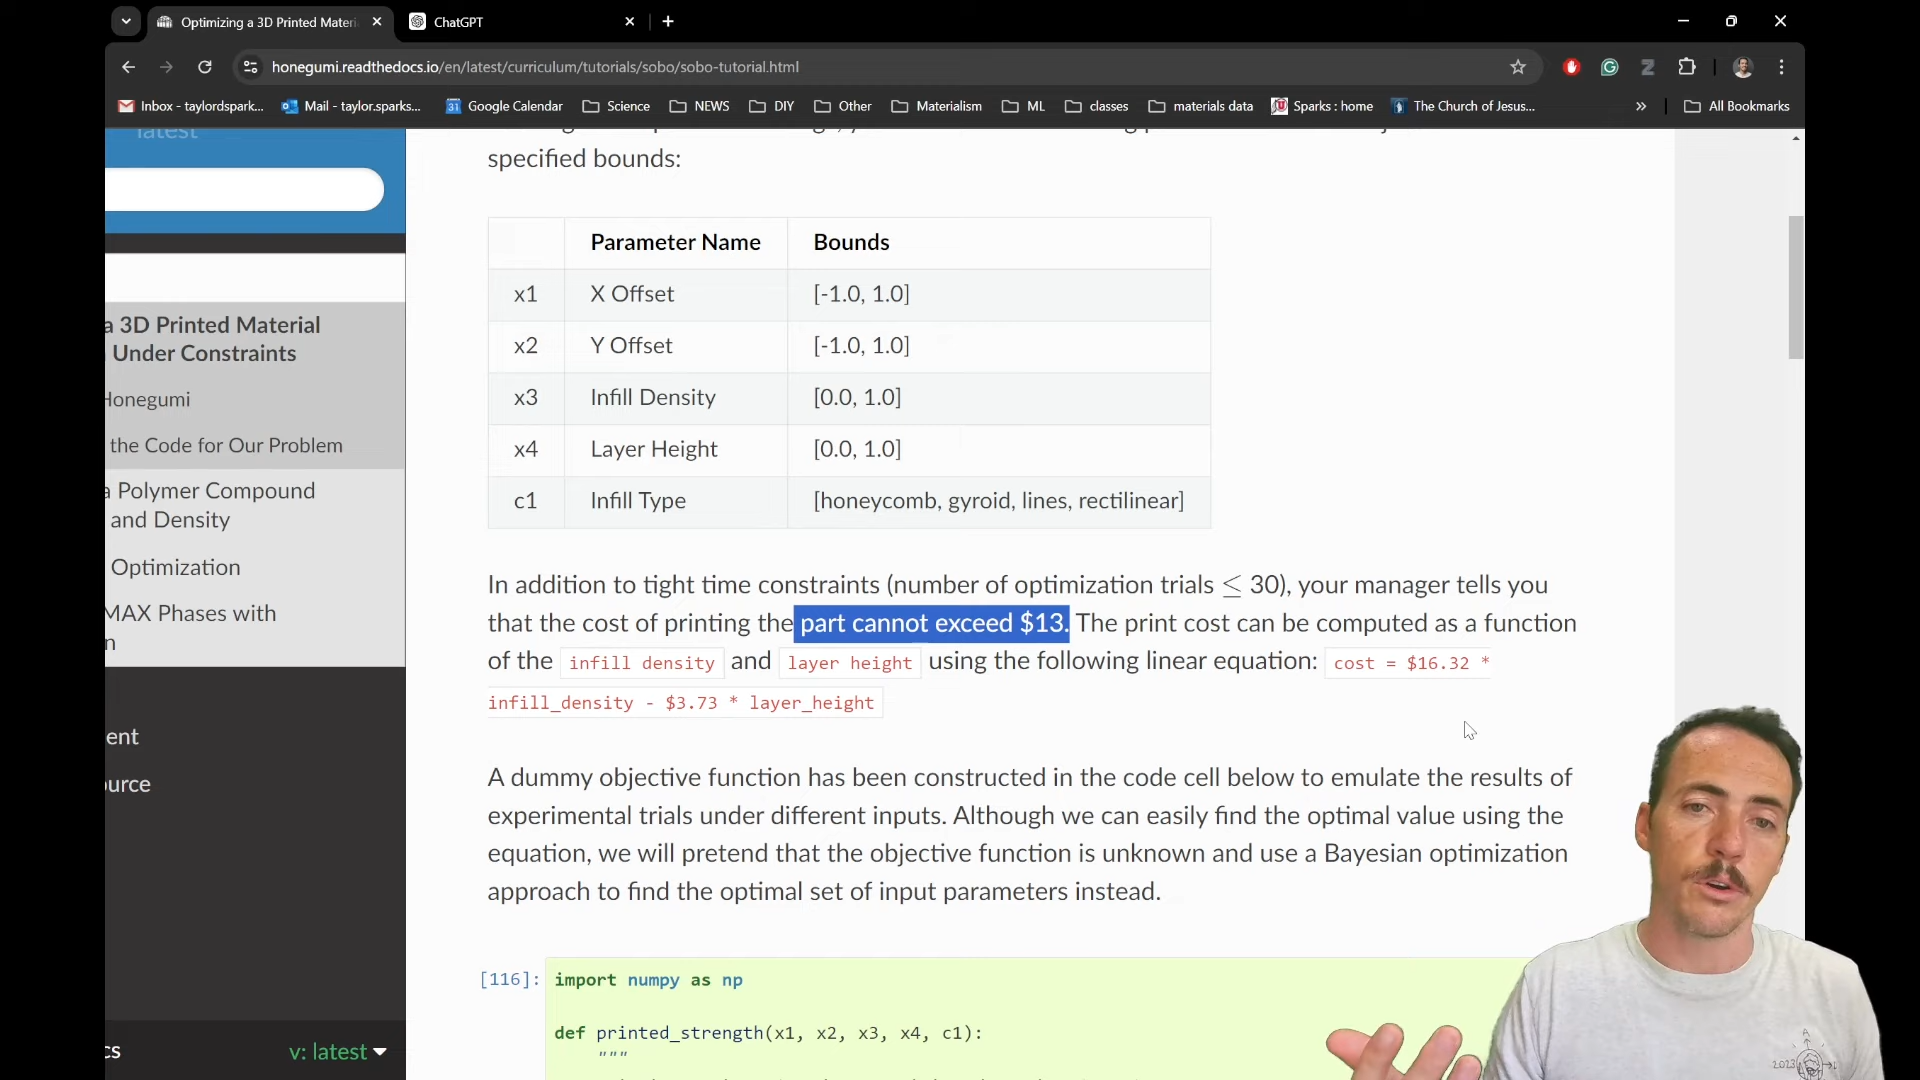 Optimizing a 3D Printed Materi
ChatGPT
honegumi.readthedocs.io/en/latest/curriculum/tutorials/sobo/sobo-tutorial.html
Inbox - taylordspark... Mail - taylor.sparks... Google Calendar Science NEWS DIY Other Materialism ML classes materials data Sparks : home The Church of Jesus... » All Bookmarks
latest
specified bounds:
Parameter Name Bounds
x1 X Offset [-1.0, 1.0]
x2 Y Offset [-1.0, 1.0]
x3 Infill Density [0.0, 1.0]
x4 Layer Height [0.0, 1.0]
c1 Infill Type [honeycomb, gyroid, lines, rectilinear]
a 3D Printed Material
Under Constraints
Honegumi
the Code for Our Problem
a Polymer Compound
and Density
Optimization
MAX Phases with
n
ent
ource
cs
v: latest
In addition to tight time constraints (number of optimization trials ≤ 30), your manager tells you
that the cost of printing the part cannot exceed $13. The print cost can be computed as a function
of the infill density and layer height using the following linear equation: cost = $16.32 *
infill_density - $3.73 * layer_height
A dummy objective function has been constructed in the code cell below to emulate the results of
experimental trials under different inputs. Although we can easily find the optimal value using the
equation, we will pretend that the objective function is unknown and use a Bayesian optimization
approach to find the optimal set of input parameters instead.
[116]: import numpy as np
def printed_strength(x1, x2, x3, x4, c1):
"""
2023